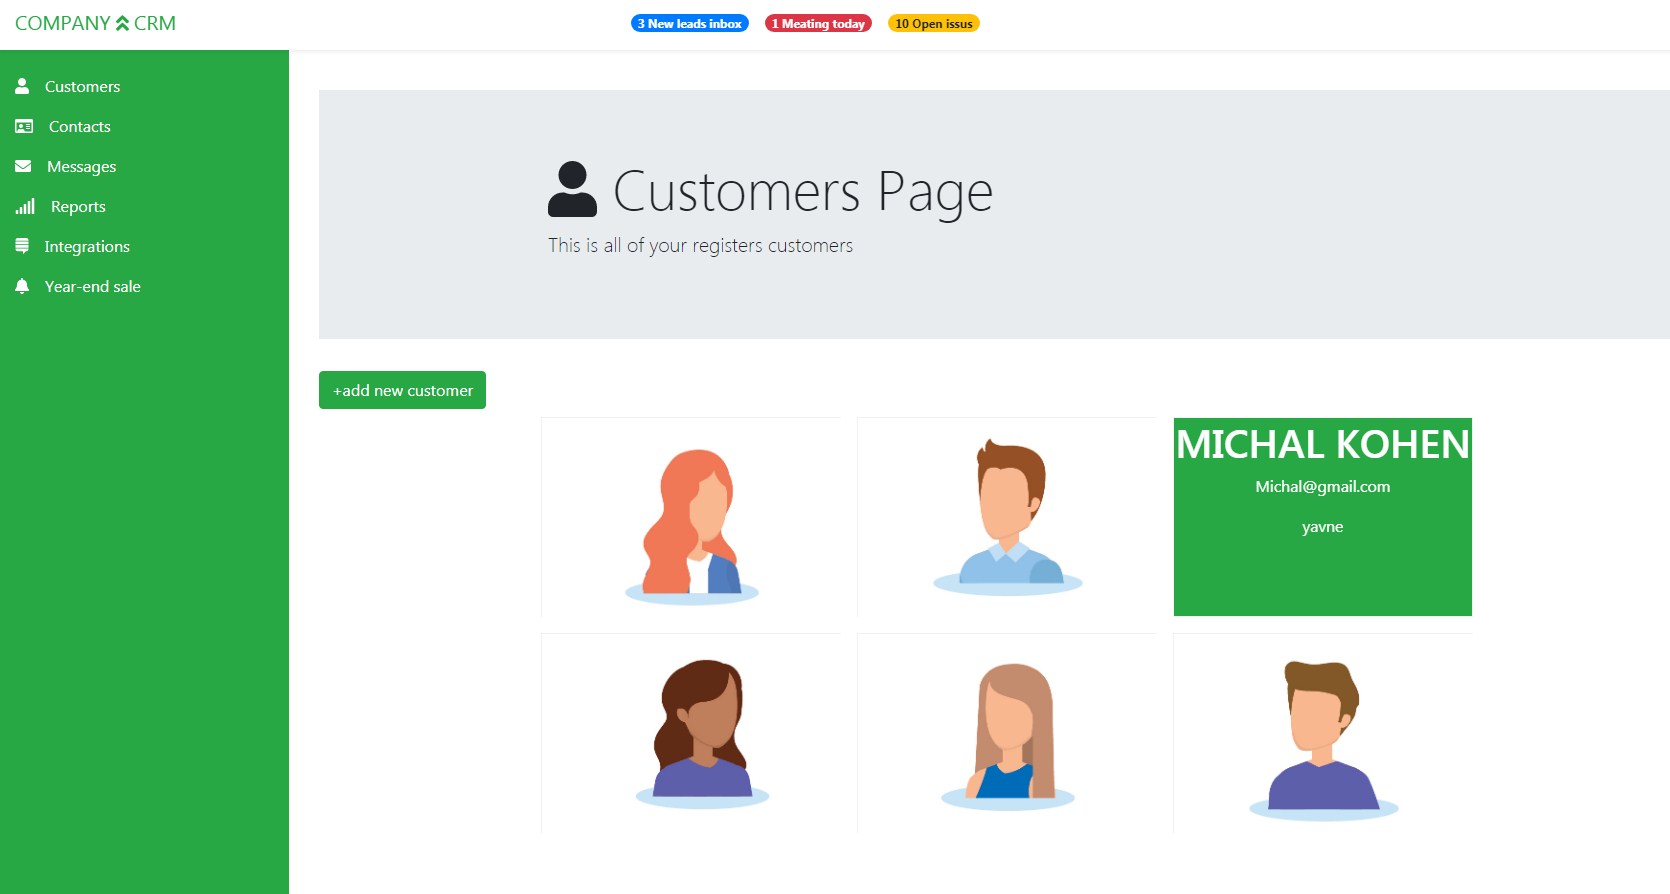 COMPANY CRM
3 New leads inbox
1 Meating today
10 Open issus
Customers
Contacts
Messages
Reports
Integrations
Year-end sale
Customers Page
This is all of your registers customers
+add new customer
MICHAL KOHEN
Michal@gmail.com
yavne